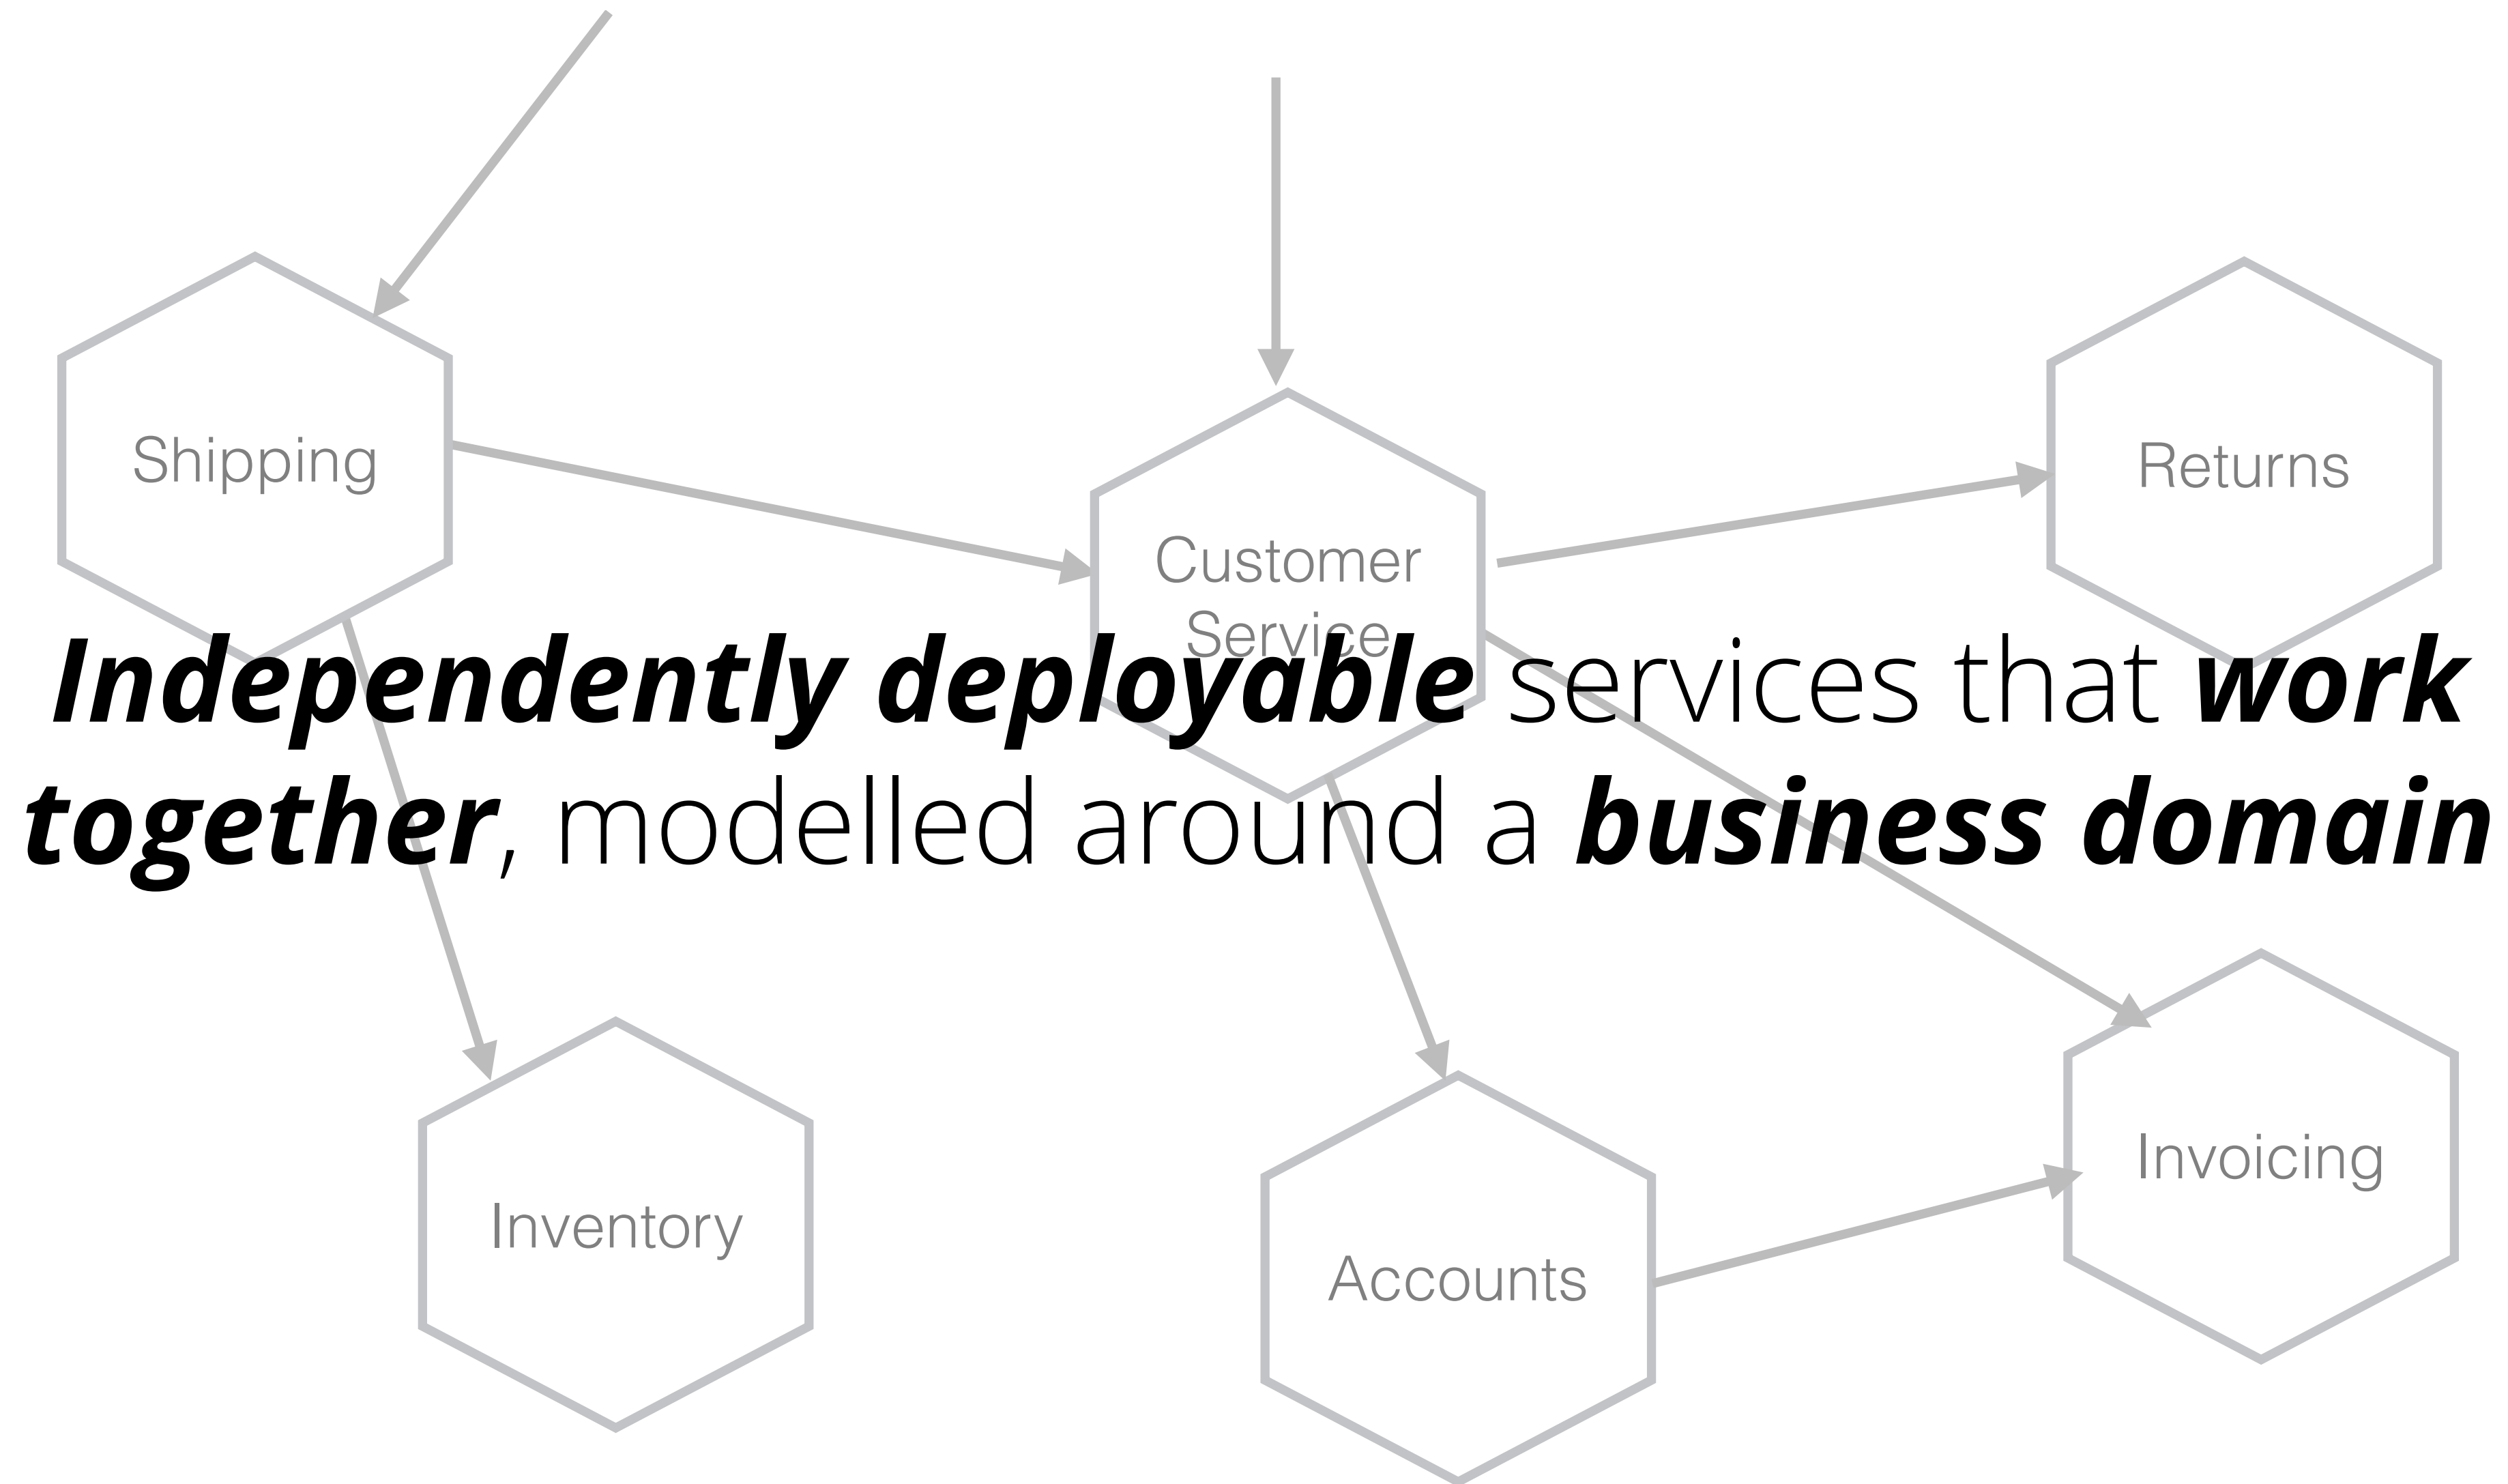 Shipping
Returns
Customer
Service
Independently deployable services that work
together, modelled around a business domain
Invoicing
Inventory
Accounts